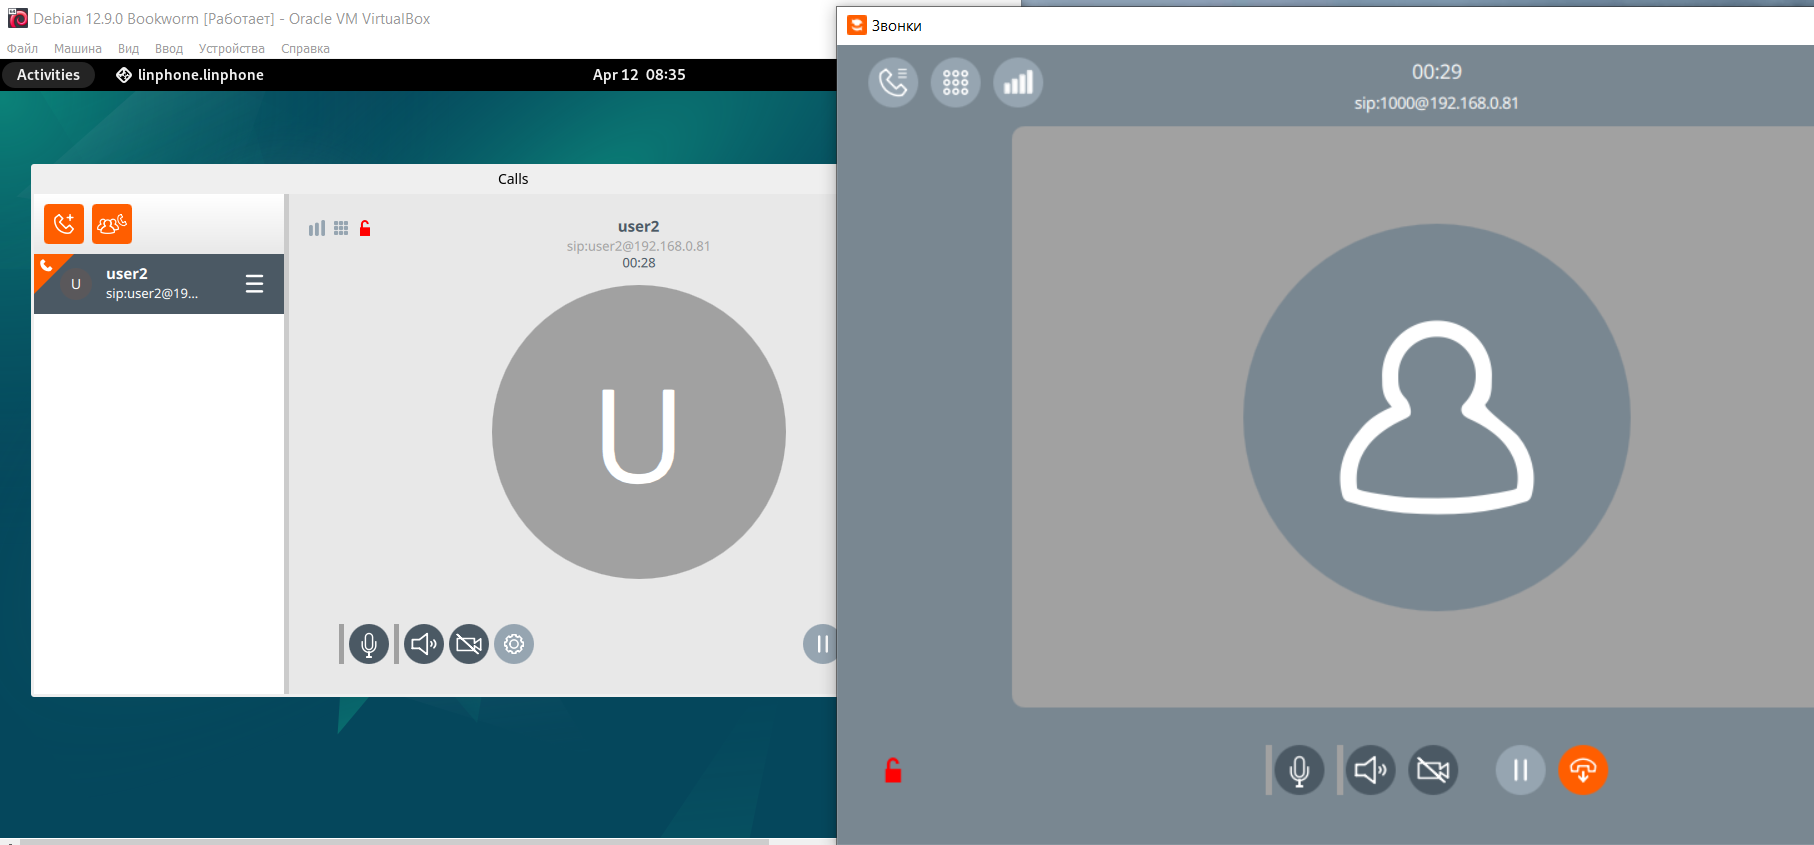 Debian 12.9.0 Bookworm [Работает] - Oracle VM VirtualBox
Файл Машина Вид Ввод Устройства Справка
Activities linphone.linphone Apr 12 08:35
Calls
user2
sip:user2@19...
U
user2
sip:user2@192.168.0.81
00:28
U
Звонки
00:29
sip:1000@192.168.0.81